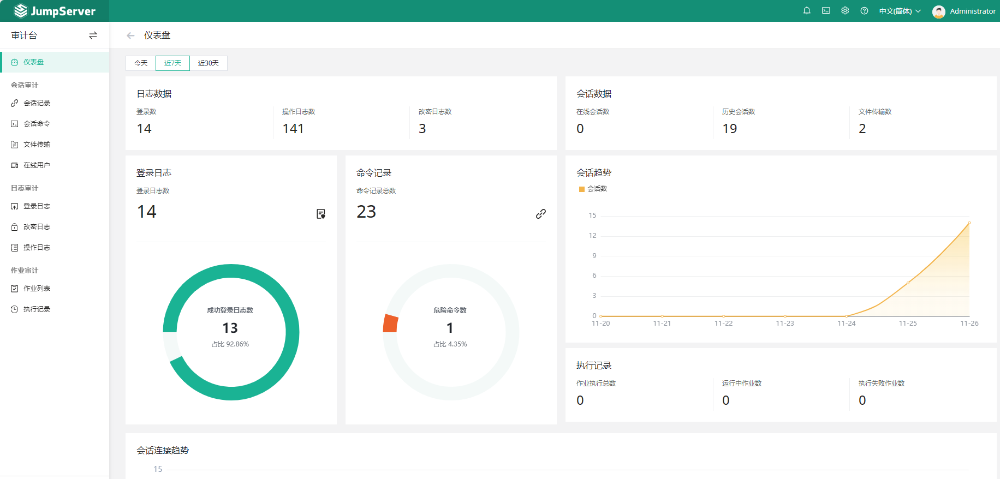 JumpServer
中文(简体)
Administrator
审计台
仪表盘
仪表盘
会话审计
会话记录
会话命令
文件传输
在线用户
日志审计
登录日志
改密日志
操作日志
作业审计
作业列表
执行记录
今天
近7天
近30天
日志数据
登录数
操作日志数
改密日志数
14
141
3
会话数据
在线会话数
历史会话数
文件传输数
0
19
2
登录日志
登录日志数
14
成功登录日志数
13
占比 92.86%
命令记录
命令记录总数
23
危险命令数
1
占比 4.35%
会话趋势
会话数
15
12
9
6
3
0
11-20
11-21
11-22
11-23
11-24
11-25
11-26
执行记录
作业执行总数
运行中作业数
执行失败作业数
0
0
0
会话连接趋势
15